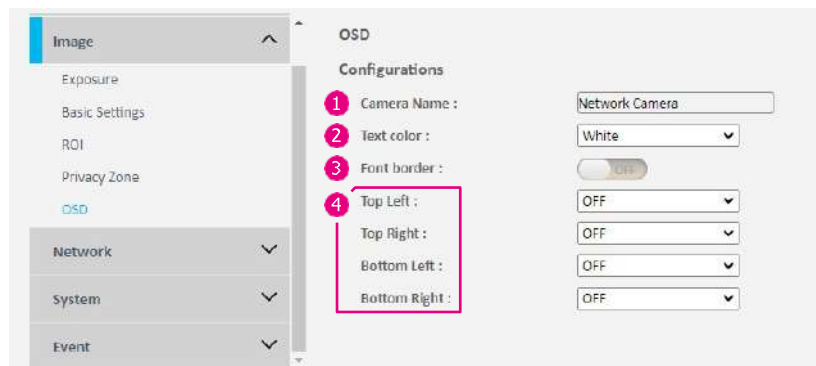 Image
Exposure
Basic Settings
ROI
Privacy Zone
OSD
Network
System
Event
OSD
Configurations
1 Camera Name : Network Camera
2 Text color : White
3 Font border : OFF
4 Top Left : OFF
Top Right : OFF
Bottom Left : OFF
Bottom Right : OFF